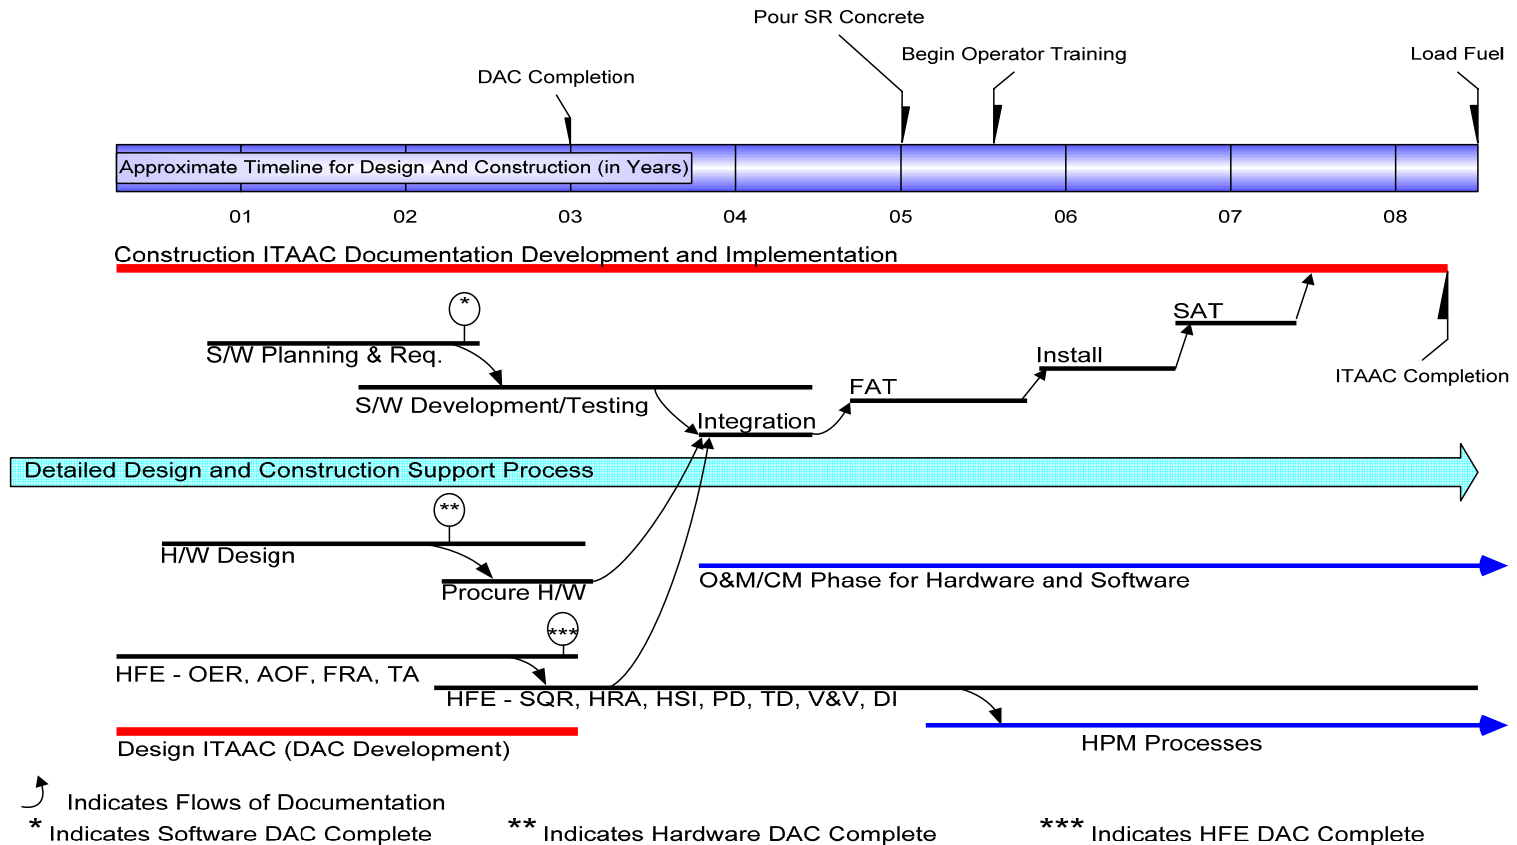 Pour SR Concrete
Begin Operator Training
Load Fuel
DAC Completion
Approximate Timeline for Design And Construction (in Years)
01 02 03 04 05 06 07 08
Construction ITAAC Documentation Development and Implementation
*
SAT
S/W Planning & Req.
Install
ITAAC Completion
FAT
S/W Development/Testing
Integration
Detailed Design and Construction Support Process
**
H/W Design
O&M/CM Phase for Hardware and Software
Procure H/W
***
HFE - OER, AOF, FRA, TA
HFE - SQR, HRA, HSI, PD, TD, V&V, DI
Design ITAAC (DAC Development)
HPM Processes
Indicates Flows of Documentation
* Indicates Software DAC Complete
** Indicates Hardware DAC Complete
*** Indicates HFE DAC Complete